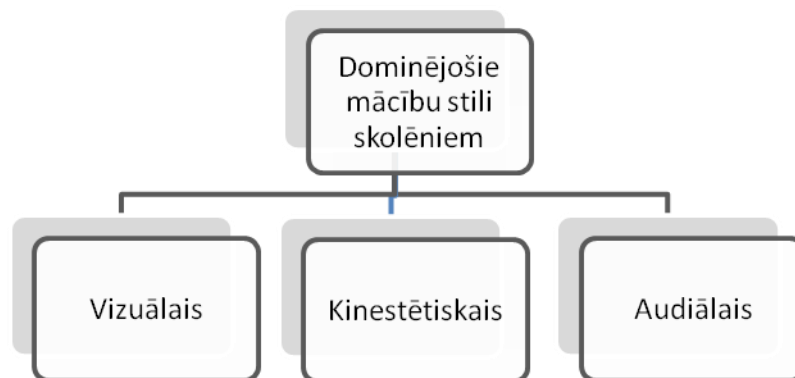 Dominējošie
mācību stili
skolēniem
Vizuālais
Kinestētiskais
Audiālais